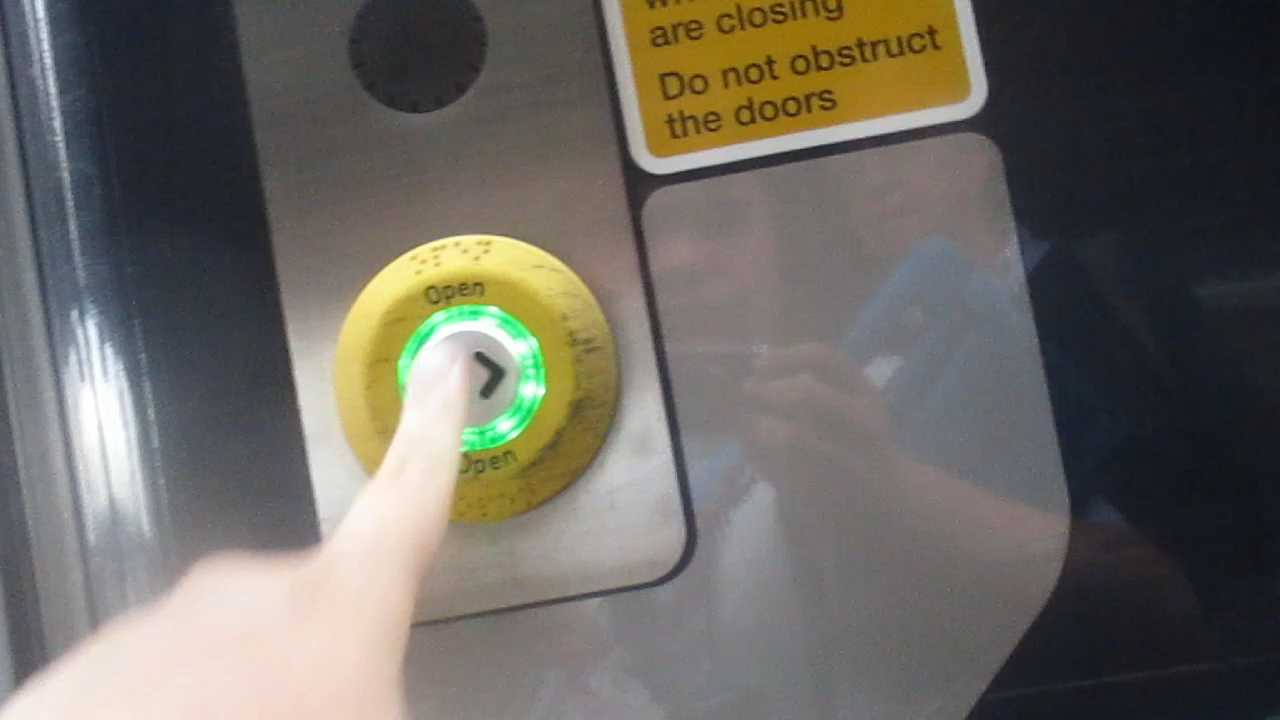 are closing
Do not obstruct
the doors
Open
Open